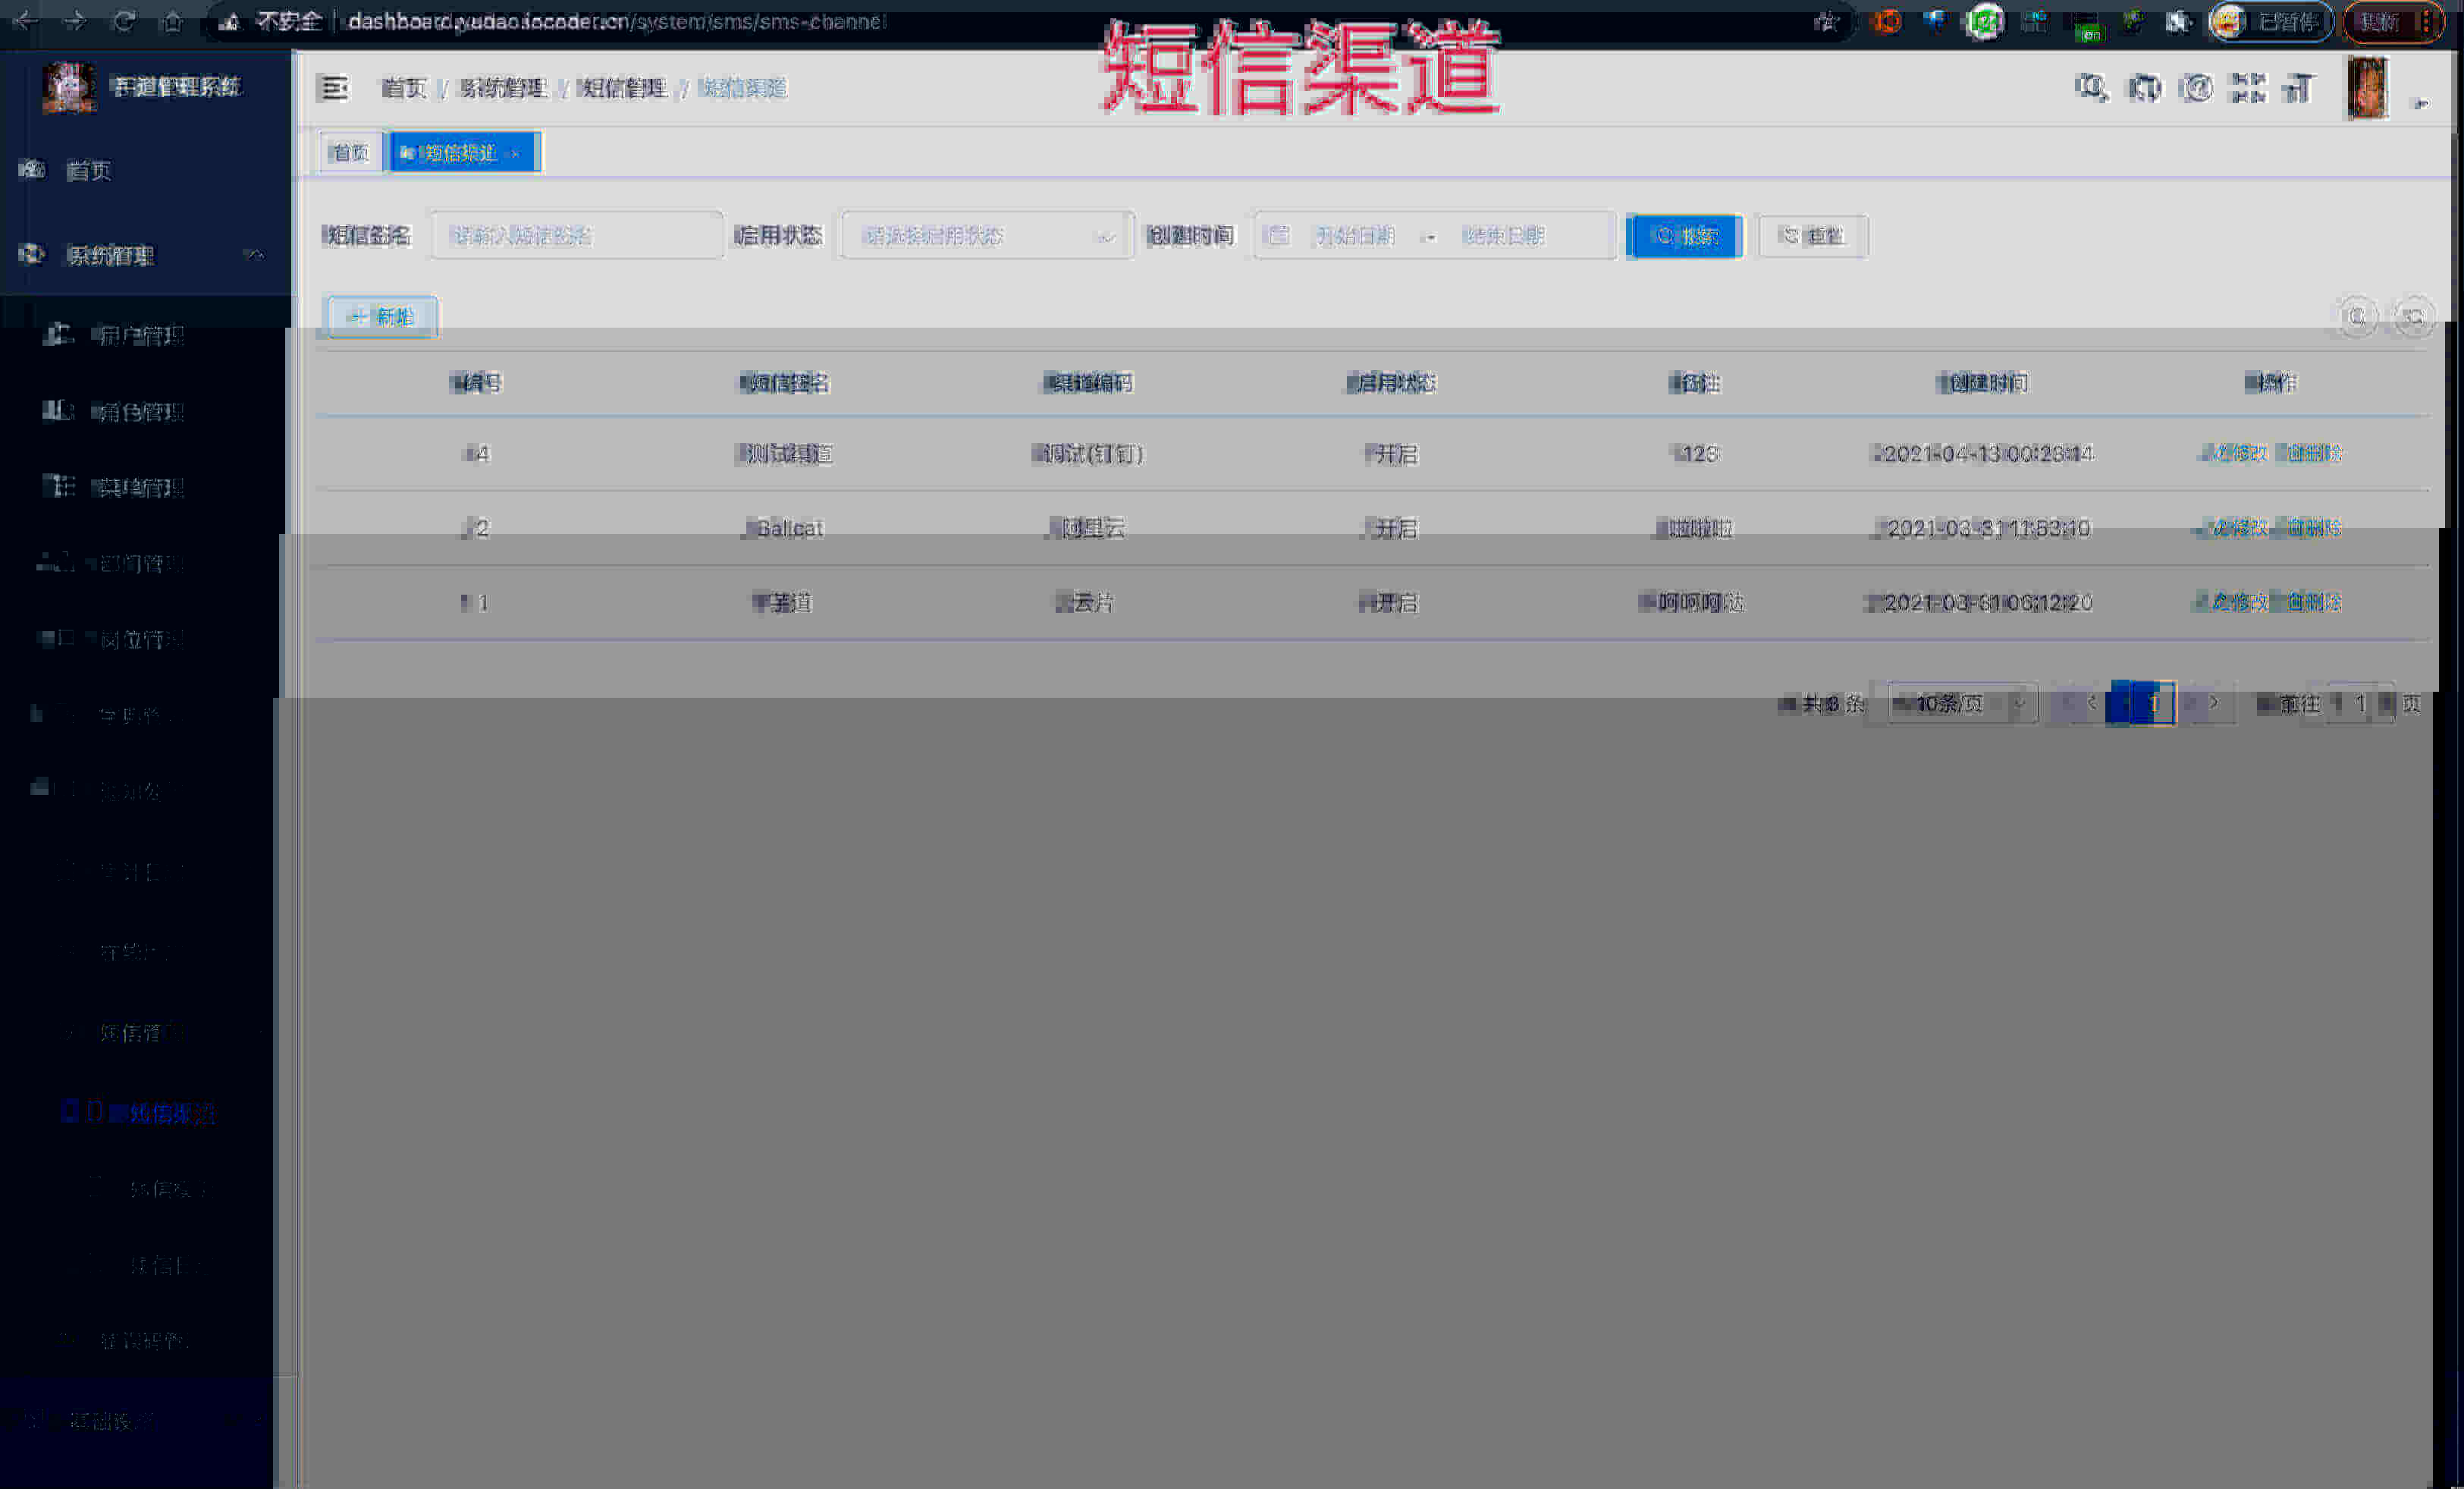 不安全 | dashboard.yudao.iocoder.cn/system/sms/sms-channel
已暂停
更新
短信渠道
芋道管理系统
首页 / 系统管理 / 短信管理 / 短信渠道
首页
短信渠道
首页
系统管理
短信签名 请输入短信签名 启用状态 请选择启用状态 创建时间 开始日期 - 结束日期 搜索 重置
新增
用户管理
角色管理
菜单管理
部门管理
岗位管理
编号 短信签名 渠道编码 启用状态 备注 创建时间 操作
4 测试渠道 调试(钉钉) 开启 123 2021-04-13 00:23:14 修改 删除
2 Ballcat 阿里云 开启 啦啦啦 2021-03-31 11:53:10 修改 删除
1 芋道 云片 开启 呵呵呵哒 2021-03-31 06:12:20 修改 删除
共 3 条 10条/页 1 前往 1 页
短信管
短信渠道